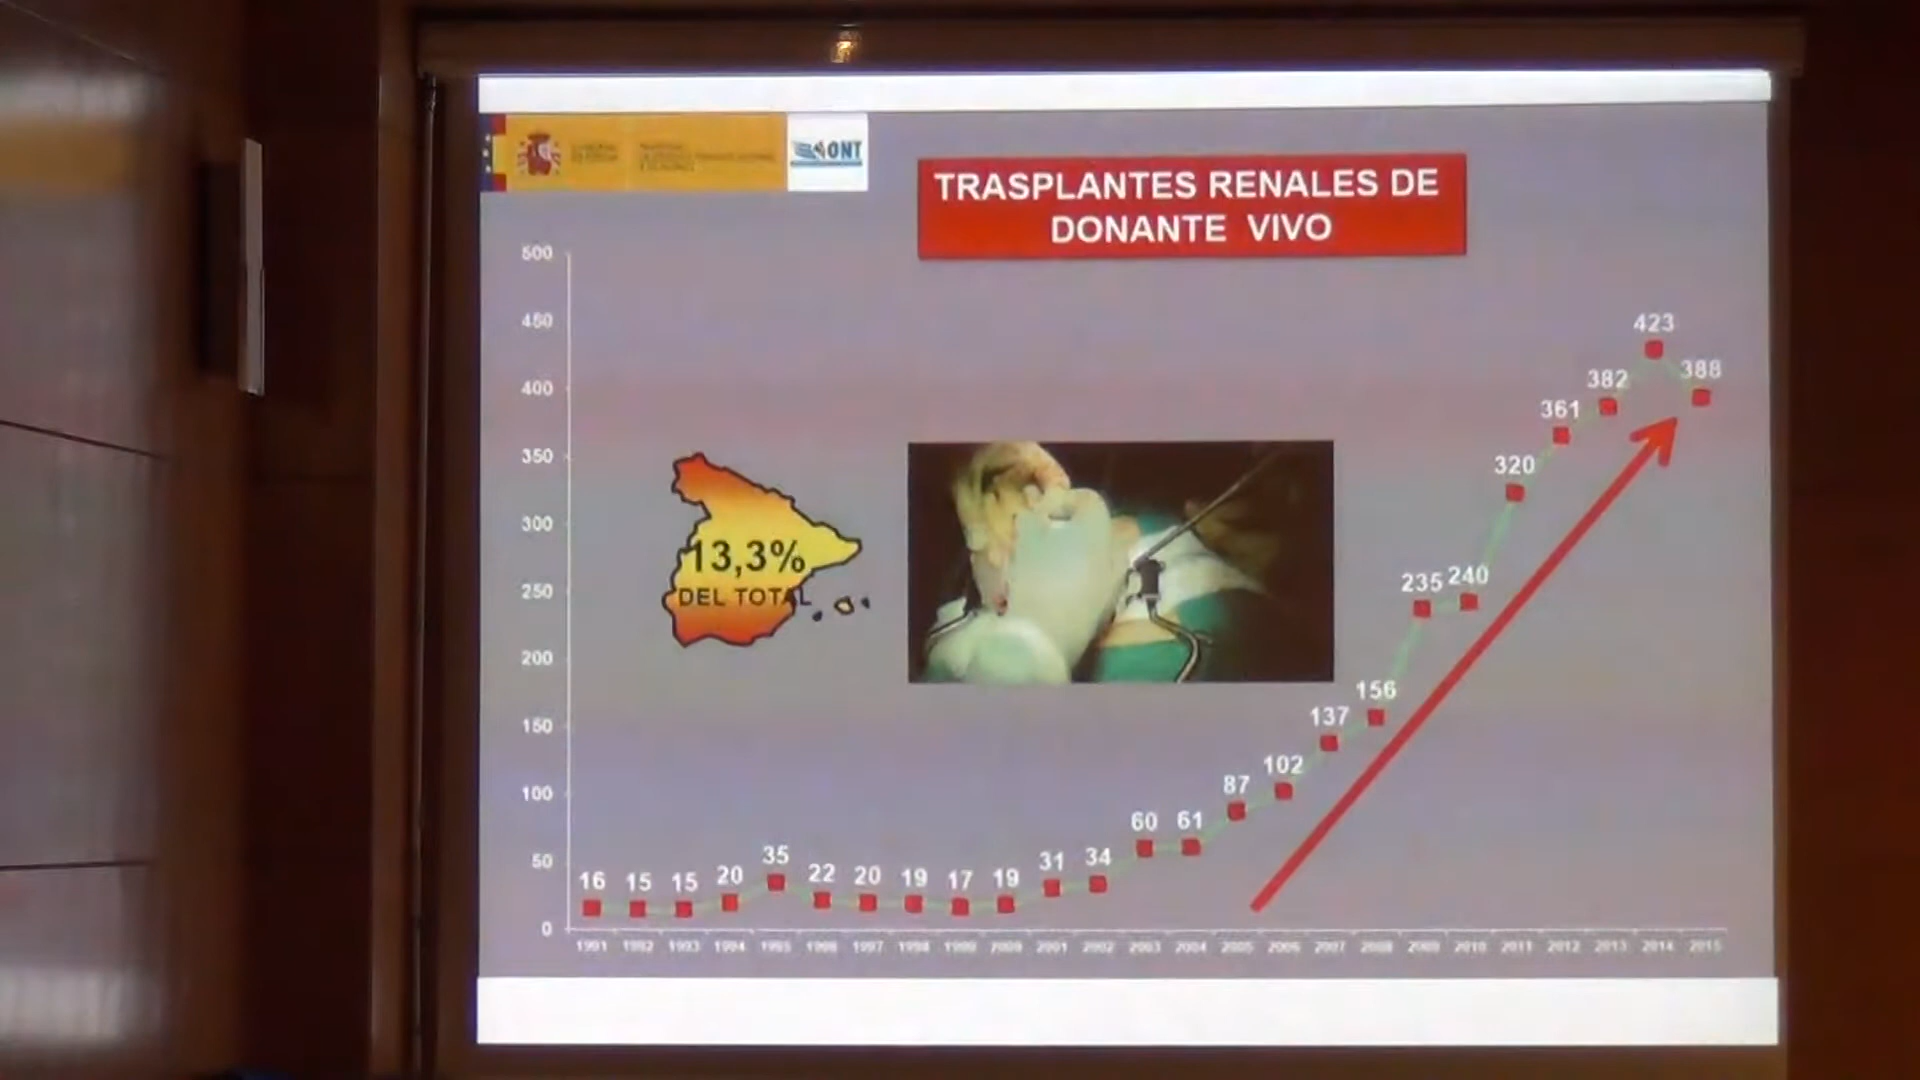 ONT
TRASPLANTES RENALES DE
DONANTE VIVO
500
450
400
350
300
250
200
150
100
50
0
13,3%
DEL TOTAL
16 15 15 20 35 22 20 19 17 19 31 34 60 61 87 102 137 156 235 240 320 361 382 423 388
1991 1992 1993 1994 1995 1996 1997 1998 1999 2000 2001 2002 2003 2004 2005 2006 2007 2008 2009 2010 2011 2012 2013 2014 2015